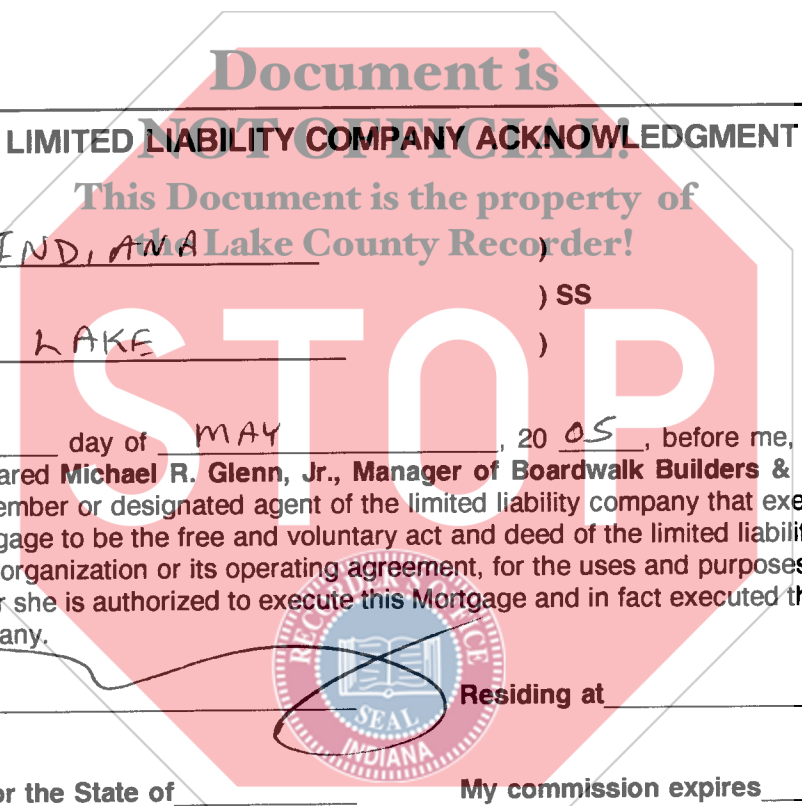 Document is
NOT OFFICIAL!
LIMITED LIABILITY COMPANY ACKNOWLEDGMENT
This Document is the property of
the Lake County Recorder!
INDIANA )
) SS
LAKE )
STOP
day of MAY , 20 05 , before me,
ared Michael R. Glenn, Jr., Manager of Boardwalk Builders &
ember or designated agent of the limited liability company that exe
gage to be the free and voluntary act and deed of the limited liabili
organization or its operating agreement, for the uses and purposes
r she is authorized to execute this Mortgage and in fact executed th
any.
RECORDER'S OFFICE
SEAL
INDIANA
Residing at
or the State of My commission expires